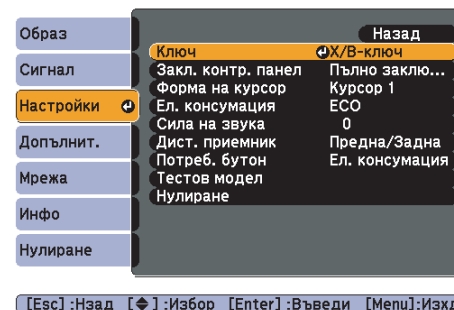 Образ
Сигнал
Настройки
Допълнит.
Мрежа
Инфо
Нулиране
Назад
Ключ Х/В-ключ
Закл. контр. панел Пълно заклю...
Форма на курсор Курсор 1
Ел. консумация ECO
Сила на звука 0
Дист. приемник Предна/Задна
Потреб. бутон Ел. консумация
Тестов модел
Нулиране
[Esc] :Нзад [◆] :Избор [Enter] :Въведи [Menu]:Изхд